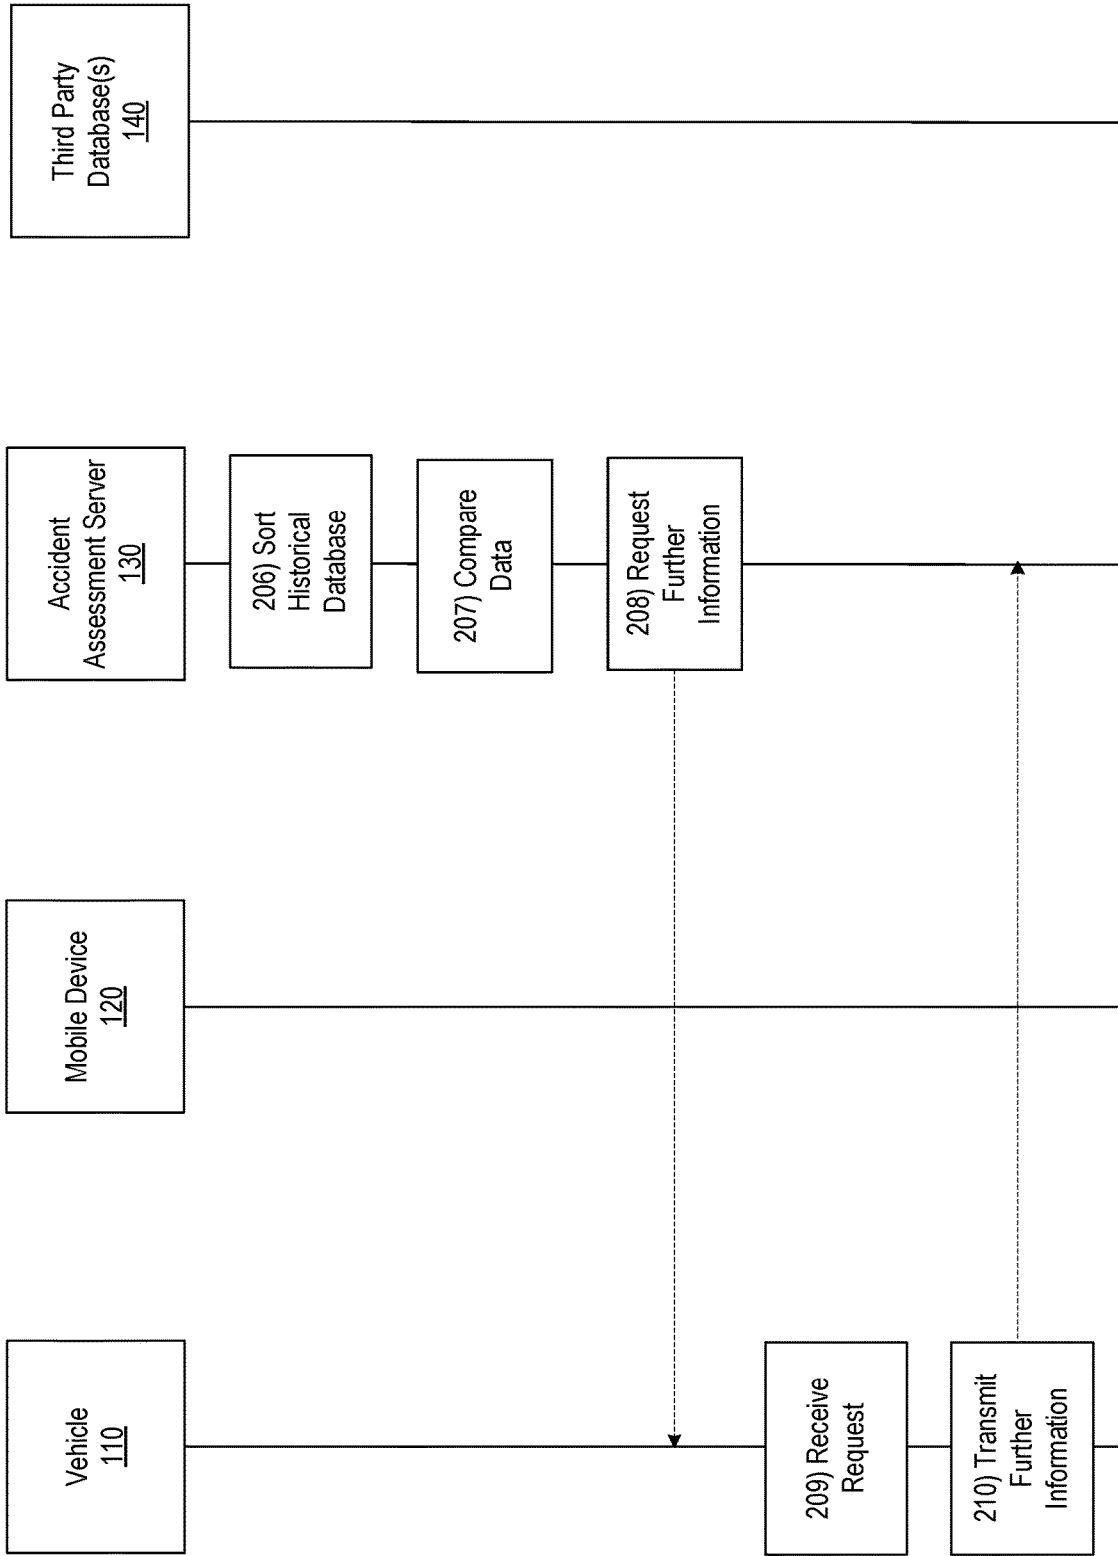 Vehicle
110
Mobile Device
120
Accident
Assessment Server
130
Third Party
Database(s)
140
206) Sort
Historical
Database
207) Compare
Data
208) Request
Further
Information
209) Receive
Request
210) Transmit
Further
Information